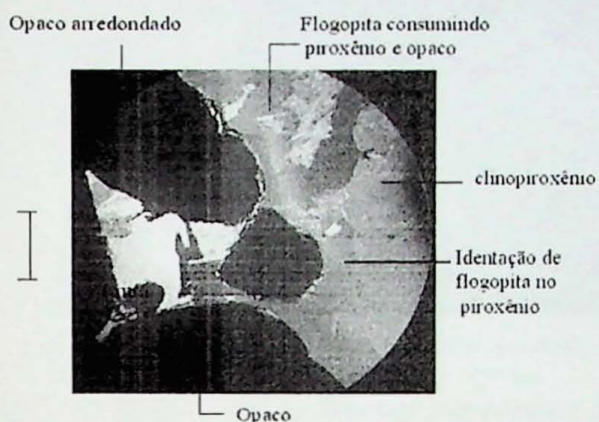 Opaco arredondado
Flogopita consumindo
piroxênio e opaco
clinopiroxênio
Identação de
flogopita no
piroxênio
Opaco